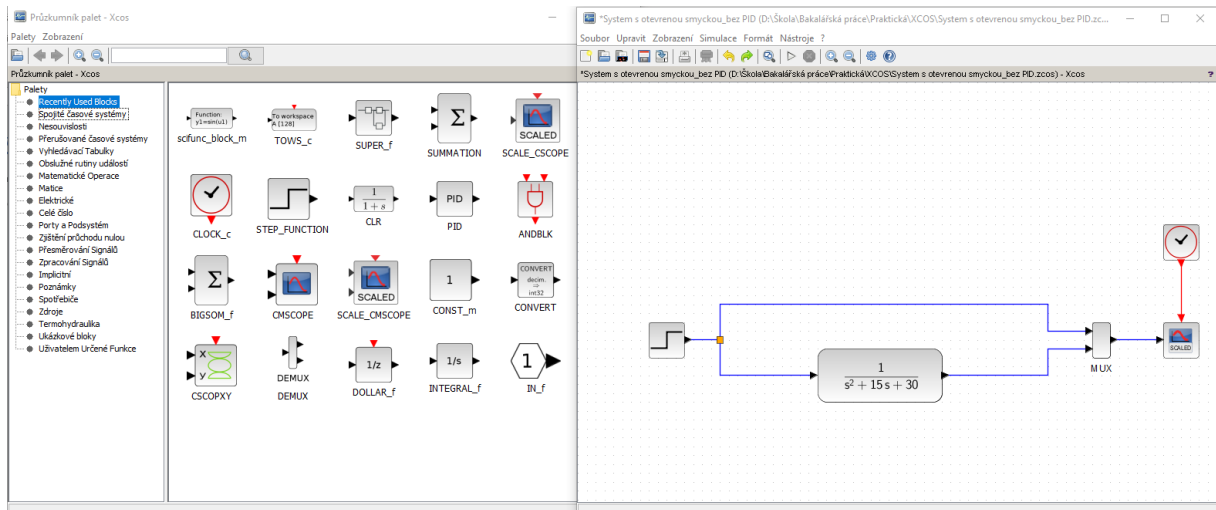 Průzkumník palet - Xcos
Palety Zobrazení
Průzkumník palet - Xcos
Palety
Recently Used Blocks
Spojité časové systémy
Nesouvislosti
Přerušované časové systémy
Vyhledávací Tabulky
Obslužné rutiny událostí
Matematické Operace
Matice
Elektrické
Celé číslo
Porty a Podsystém
Zjištění průchodu nulou
Přesměrování Signálů
Zpracování Signálů
Implicitní
Poznámky
Spotřebiče
Zdroje
Termohydraulika
Ukázkové bloky
Uživatelem Určené Funkce
Function:
y1=sin(u1)
scifunc_block_m
To workspace
A [128]
TOWS_c
SUPER_f
Σ
SUMMATION
SCALED
SCALE_CSCOPE
CLOCK_c
STEP_FUNCTION
1
1 + s
CLR
PID
PID
ANDBLK
Σ
BIGSOM_f
CMSCOPE
SCALED
SCALE_CMSCOPE
1
CONST_m
CONVERT
decim.
⇒
int32
CONVERT
X
y
CSCOPXY
DEMUX
DEMUX
1/z
DOLLAR_f
1/s
INTEGRAL_f
1
IN_f
*System s otevrenou smyckou_bez PID (D:\Škola\Bakalářská práce\Praktická\XCOS\System s otevrenou smyckou_bez PID.zc...
Soubor Upravit Zobrazení Simulace Formát Nástroje ?
*System s otevrenou smyckou_bez PID (D:\Škola\Bakalářská práce\Praktická\XCOS\System s otevrenou smyckou_bez PID.zcos) - Xcos ?
1
s² + 15 s + 30
MUX
SCALED